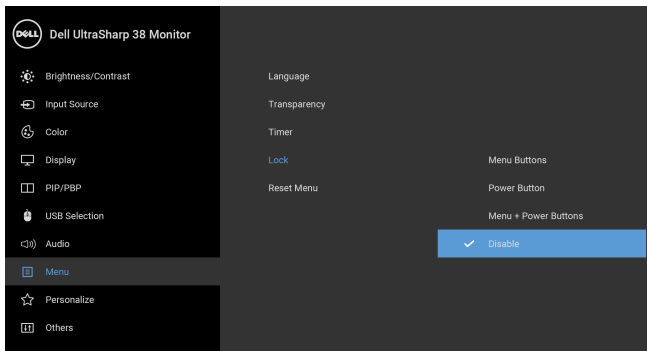 DELL Dell UltraSharp 38 Monitor
Brightness/Contrast
Input Source
Color
Display
PIP/PBP
USB Selection
Audio
Menu
Personalize
Others
Language
Transparency
Timer
Lock
Reset Menu
Menu Buttons
Power Button
Menu + Power Buttons
Disable